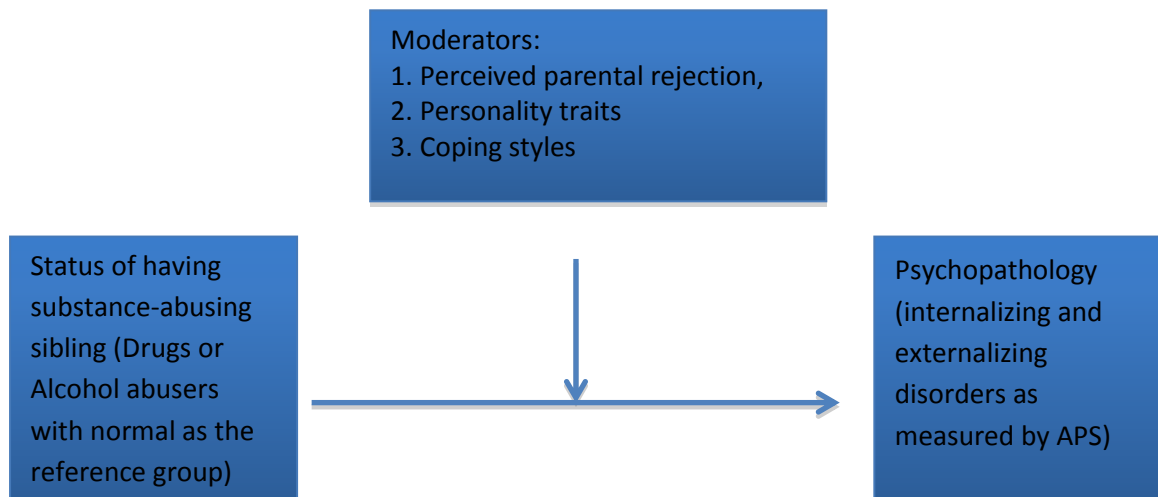 Moderators:
1. Perceived parental rejection,
2. Personality traits
3. Coping styles
Status of having
substance-abusing
sibling (Drugs or
Alcohol abusers
with normal as the
reference group)
Psychopathology
(internalizing and
externalizing
disorders as
measured by APS)